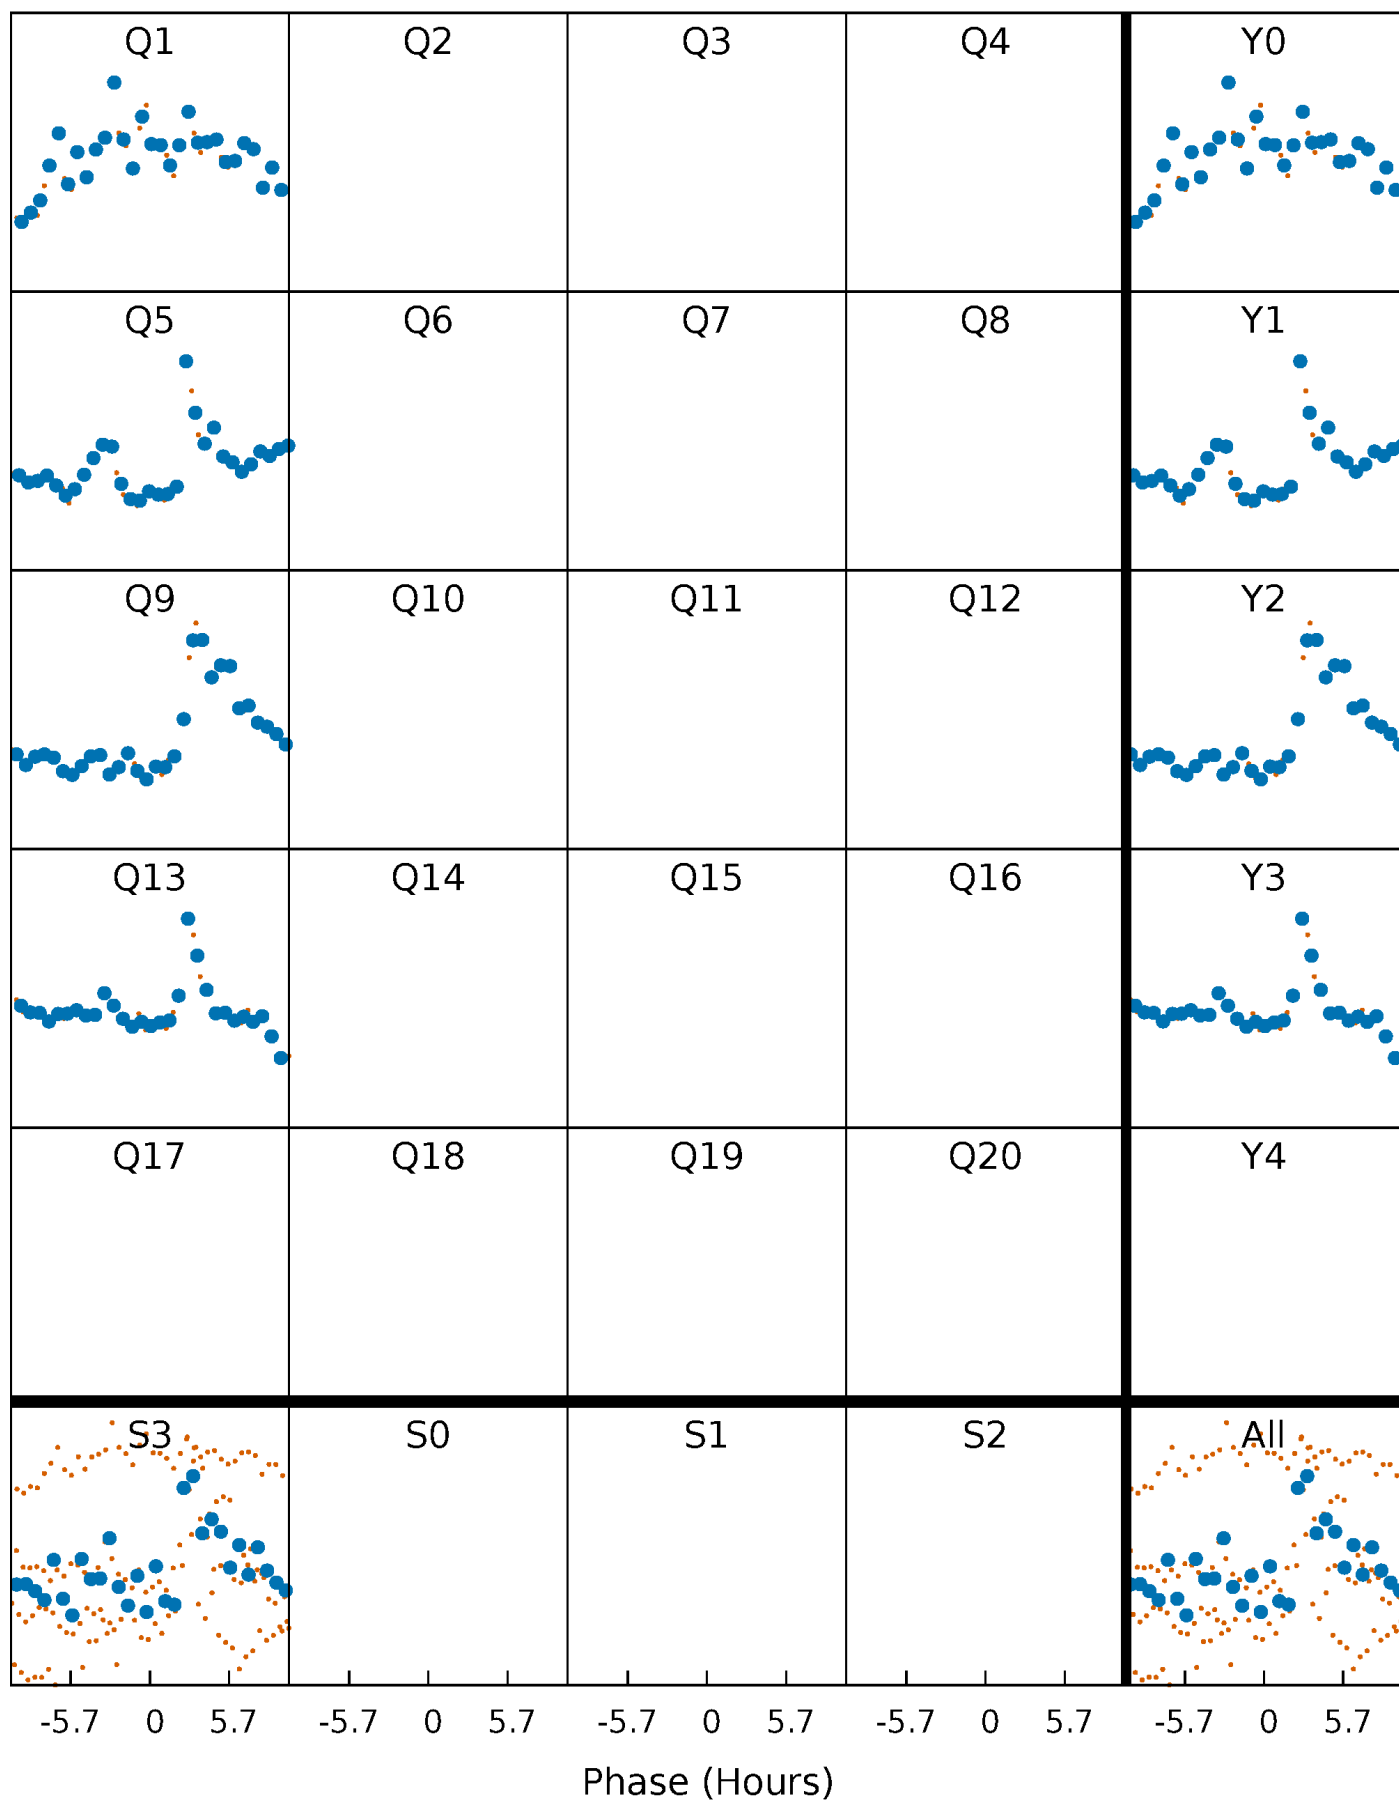 Q1 Q2 Q3 Q4 Y0
Q5 Q6 Q7 Q8 Y1
Q9 Q10 Q11 Q12 Y2
Q13 Q14 Q15 Q16 Y3
Q17 Q18 Q19 Q20 Y4
S3 S0 S1 S2 All
-5.7 0 5.7 -5.7 0 5.7 -5.7 0 5.7 -5.7 0 5.7 -5.7 0 5.7
Phase (Hours)